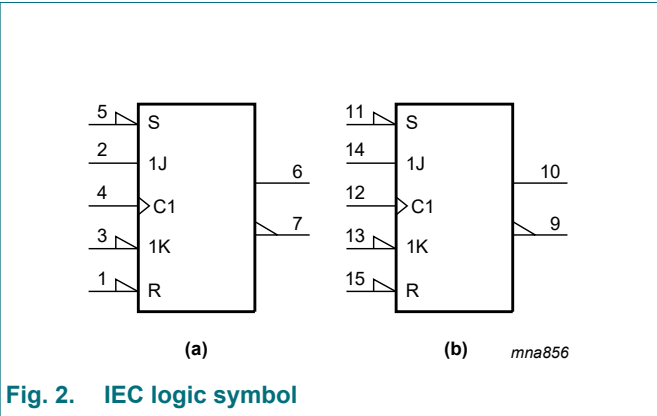 5 S 11 S
2 1J 14 1J
6 10
4 C1 12 C1
7 9
3 1K 13 1K
1 R 15 R
(a) (b) mna856
Fig. 2. IEC logic symbol